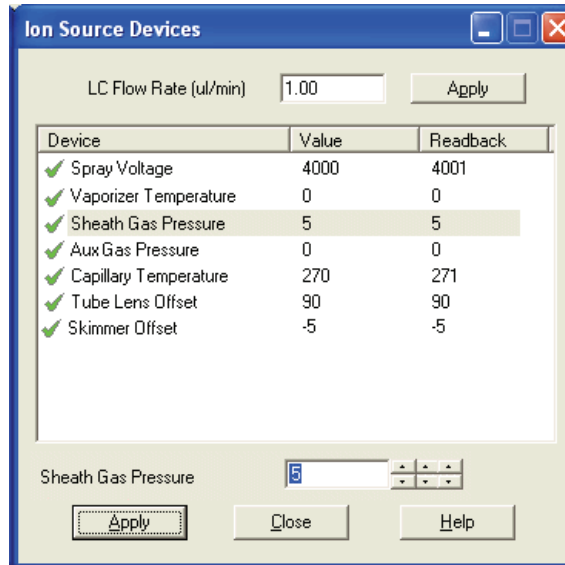 Ion Source Devices
LC Flow Rate (ul/min) 1.00 Apply
Device Value Readback
Spray Voltage 4000 4001
Vaporizer Temperature 0 0
Sheath Gas Pressure 5 5
Aux Gas Pressure 0 0
Capillary Temperature 270 271
Tube Lens Offset 90 90
Skimmer Offset -5 -5
Sheath Gas Pressure 5
Apply Close Help